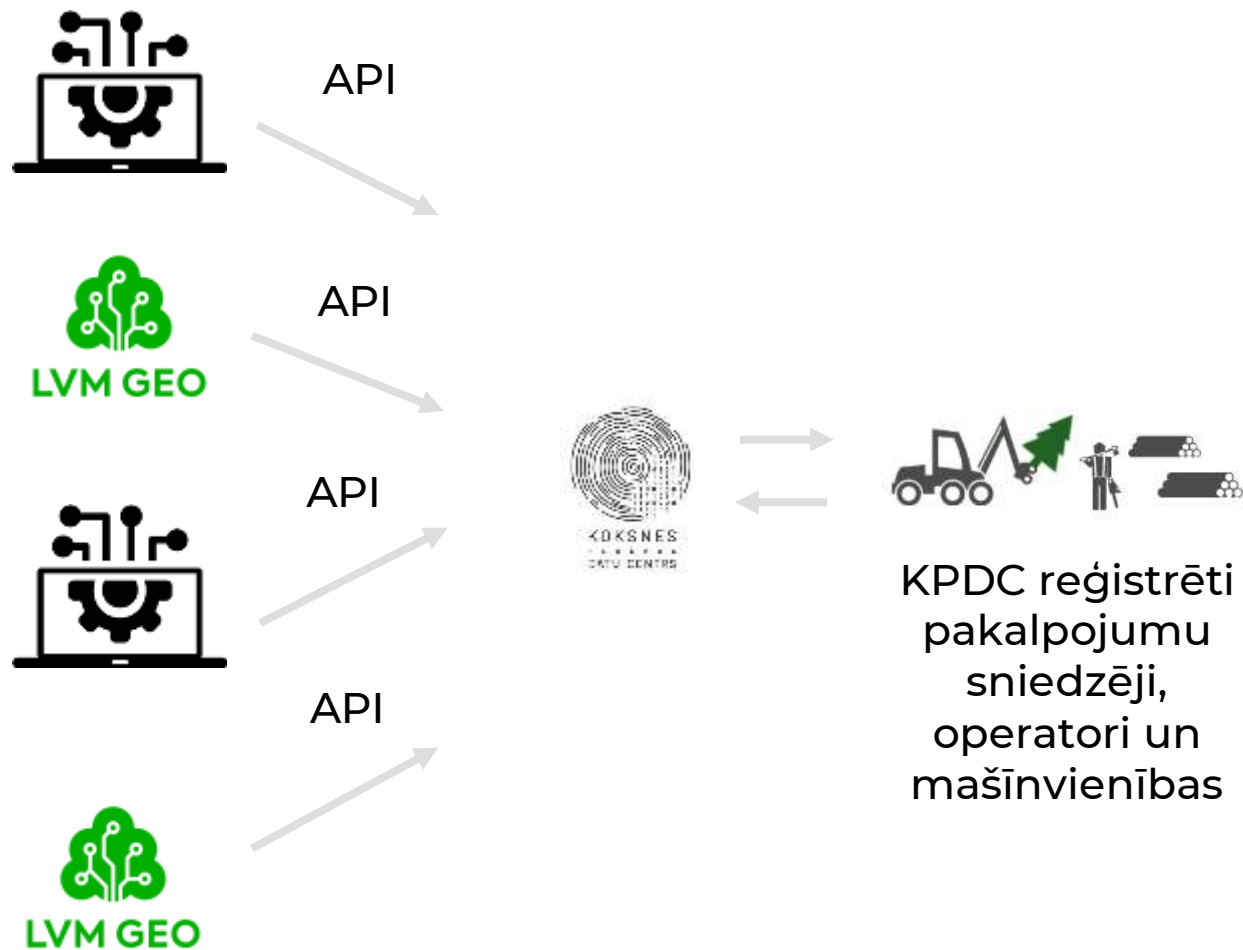 API
API
LVM GEO
API
KOKSNES
DATU CENTRS
KPDC reģistrēti
pakalpojumu
sniedzēji,
operatori un
mašīnvienības
API
LVM GEO